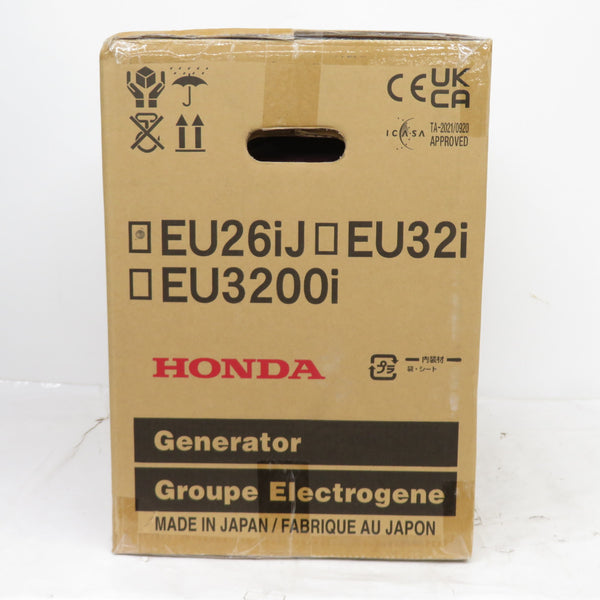 CE UK CA
ICASA TA-2021/0920
APPROVED
EU26iJ EU32i
EU3200i
HONDA
プラ 内装材
袋・シート
Generator
Groupe Electrogene
MADE IN JAPAN / FABRIQUE AU JAPON